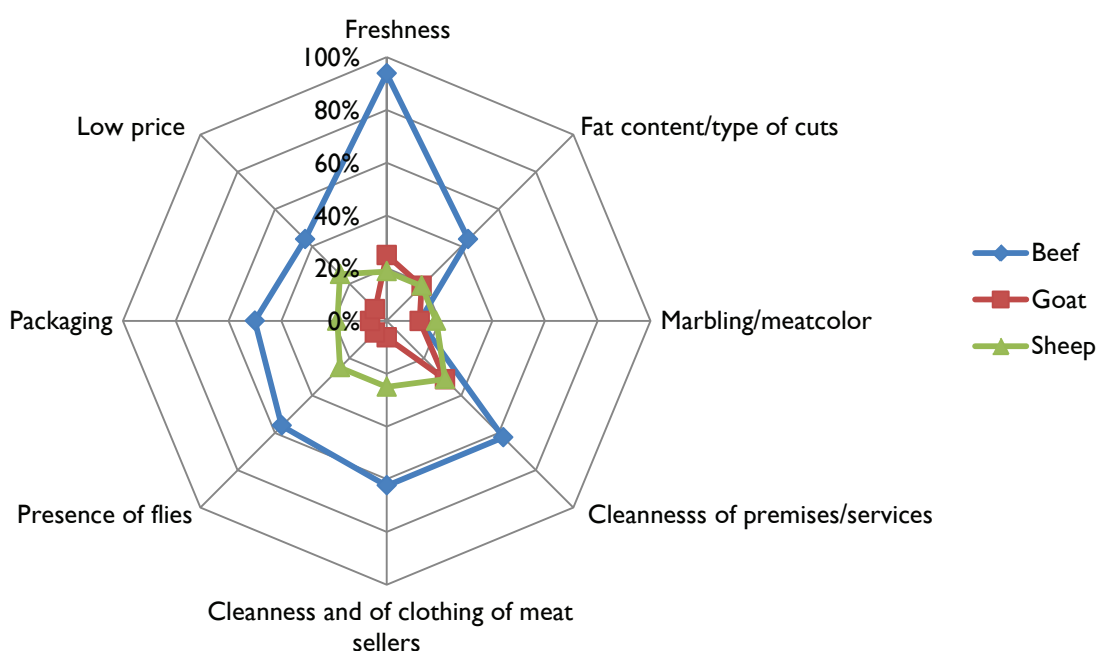 Freshness
100%
80%
60%
40%
20%
0%
Low price
Fat content/type of cuts
Packaging
Marbling/meatcolor
Presence of flies
Cleannesss of premises/services
Cleanness and of clothing of meat
sellers
Beef
Goat
Sheep